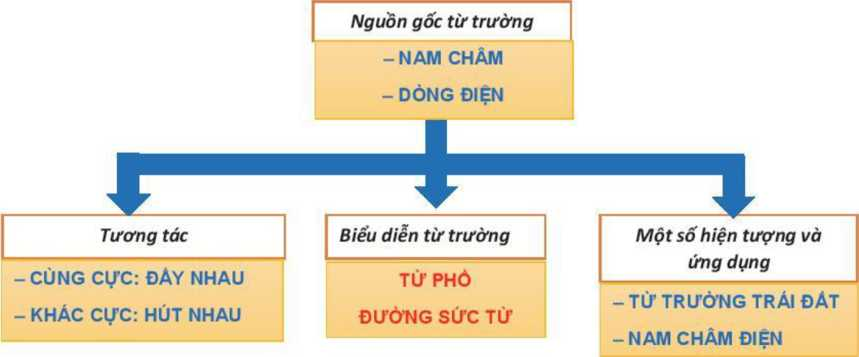 Nguồn gốc từ trường
– NAM CHÂM
– DÒNG ĐIỆN
Tương tác
– CÙNG CỰC: ĐẨY NHAU
– KHÁC CỰC: HÚT NHAU
Biểu diễn từ trường
TỪ PHỔ
ĐƯỜNG SỨC TỪ
Một số hiện tượng và
ứng dụng
– TỪ TRƯỜNG TRÁI ĐẤT
– NAM CHÂM ĐIỆN